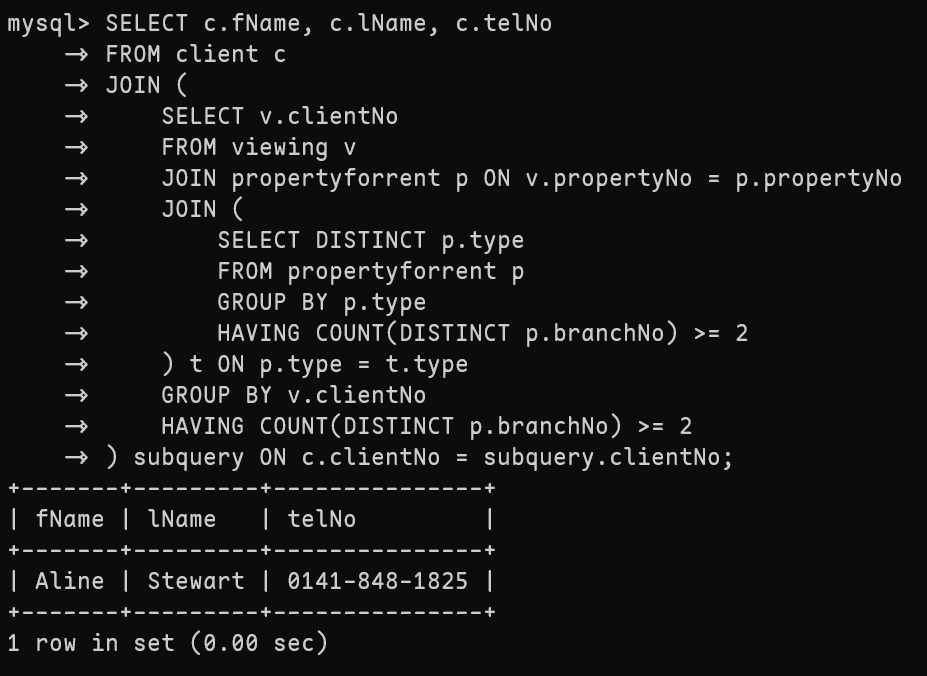 mysql> SELECT c.fName, c.lName, c.telNo
    -> FROM client c
    -> JOIN (
    ->     SELECT v.clientNo
    ->     FROM viewing v
    ->     JOIN propertyforrent p ON v.propertyNo = p.propertyNo
    ->     JOIN (
    ->         SELECT DISTINCT p.type
    ->         FROM propertyforrent p
    ->         GROUP BY p.type
    ->         HAVING COUNT(DISTINCT p.branchNo) >= 2
    ->     ) t ON p.type = t.type
    ->     GROUP BY v.clientNo
    ->     HAVING COUNT(DISTINCT p.branchNo) >= 2
    -> ) subquery ON c.clientNo = subquery.clientNo;
+-------+---------+---------------+
| fName | lName   | telNo         |
+-------+---------+---------------+
| Aline | Stewart | 0141-848-1825 |
+-------+---------+---------------+
1 row in set (0.00 sec)